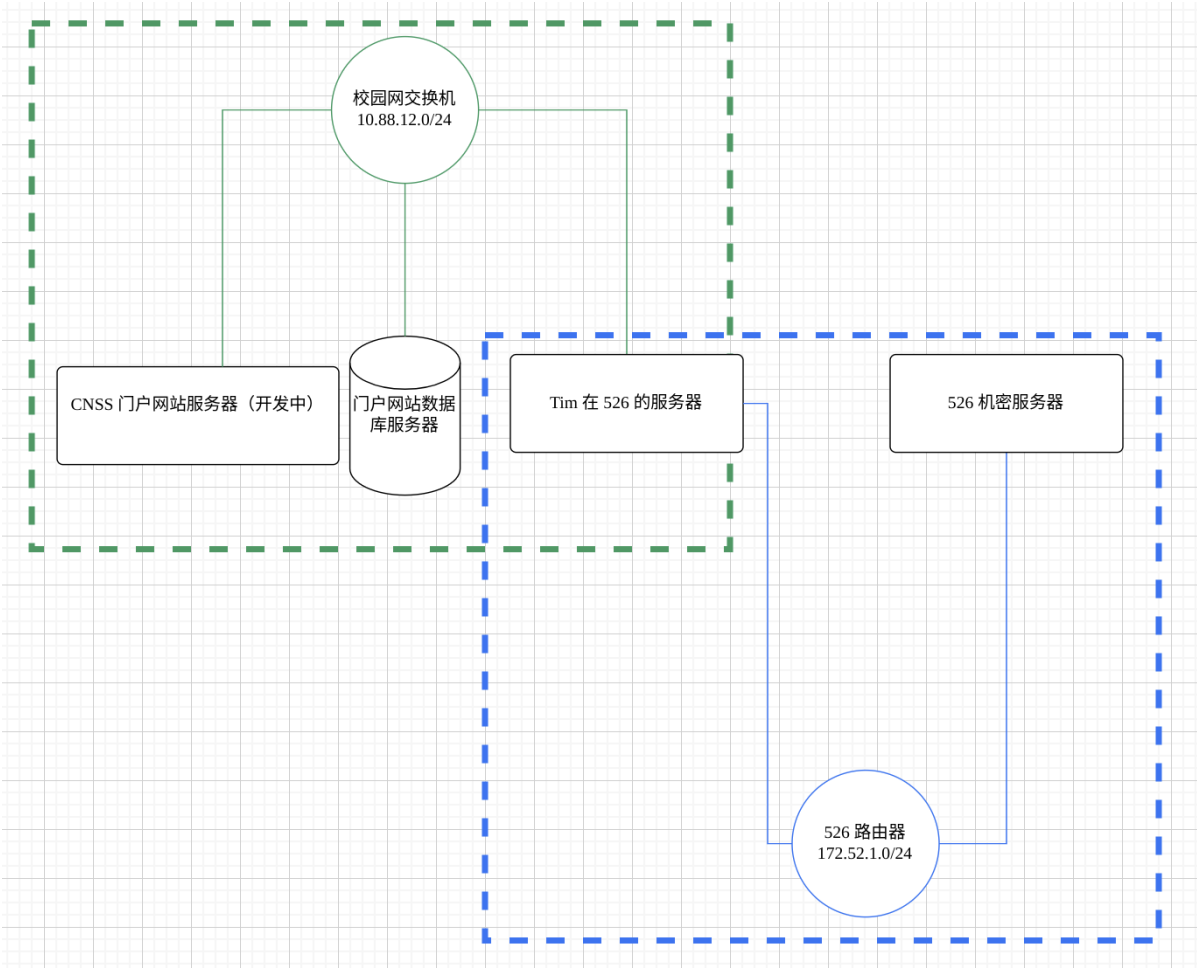 校园网交换机
10.88.12.0/24
CNSS 门户网站服务器（开发中）
门户网站数据
库服务器
Tim 在 526 的服务器
526 机密服务器
526 路由器
172.52.1.0/24